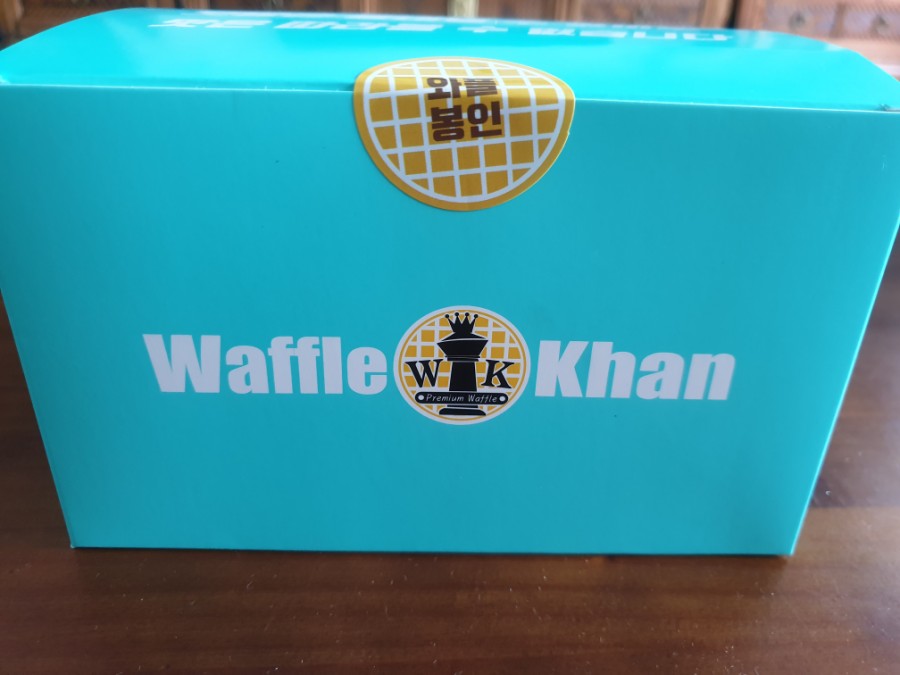 와플
봉인
Waffle Khan
W K
Premium Waffle